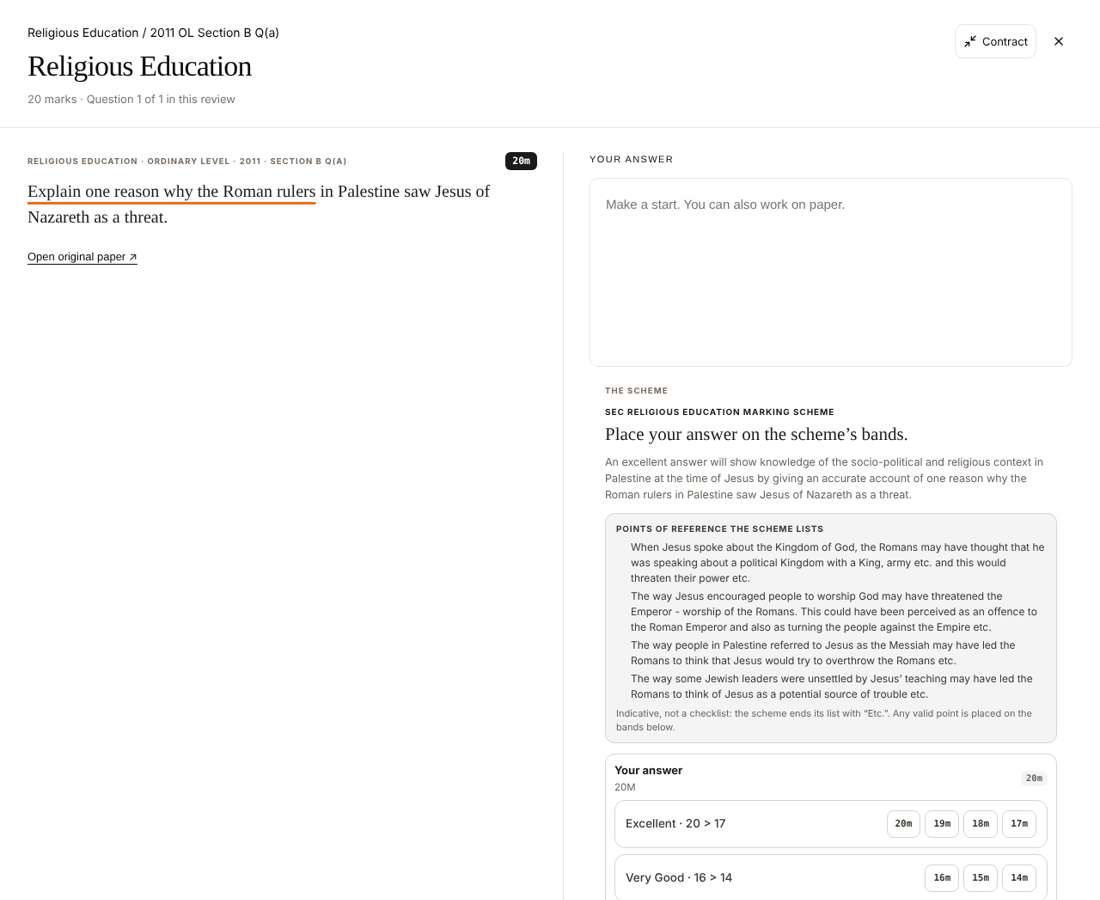 Religious Education / 2011 OL Section B Q(a)
Religious Education
20 marks · Question 1 of 1 in this review
Contract
RELIGIOUS EDUCATION · ORDINARY LEVEL · 2011 · SECTION B Q(A)
20m
Explain one reason why the Roman rulers in Palestine saw Jesus of
Nazareth as a threat.
Open original paper ↗
YOUR ANSWER
Make a start. You can also work on paper.
THE SCHEME
SEC RELIGIOUS EDUCATION MARKING SCHEME
Place your answer on the scheme’s bands.
An excellent answer will show knowledge of the socio-political and religious context in
Palestine at the time of Jesus by giving an accurate account of one reason why the
Roman rulers in Palestine saw Jesus of Nazareth as a threat.
POINTS OF REFERENCE THE SCHEME LISTS
When Jesus spoke about the Kingdom of God, the Romans may have thought that he
was speaking about a political Kingdom with a King, army etc. and this would
threaten their power etc.
The way Jesus encouraged people to worship God may have threatened the
Emperor - worship of the Romans. This could have been perceived as an offence to
the Roman Emperor and also as turning the people against the Empire etc.
The way people in Palestine referred to Jesus as the Messiah may have led the
Romans to think that Jesus would try to overthrow the Romans etc.
The way some Jewish leaders were unsettled by Jesus’ teaching may have led the
Romans to think of Jesus as a potential source of trouble etc.
Indicative, not a checklist: the scheme ends its list with “Etc.”. Any valid point is placed on the
bands below.
Your answer
20M
20m
Excellent · 20 > 17
20m 19m 18m 17m
Very Good · 16 > 14
16m 15m 14m